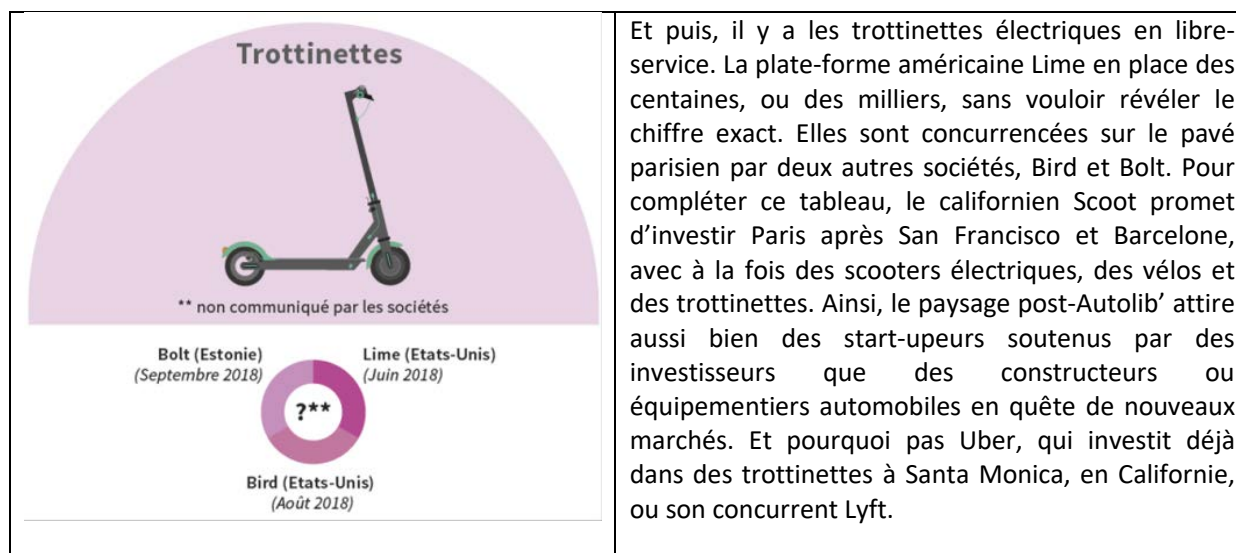 Trottinettes
** non communiqué par les sociétés
Bolt (Estonie)
(Septembre 2018)
Lime (Etats-Unis)
(Juin 2018)
?**
Bird (Etats-Unis)
(Août 2018)
Et puis, il y a les trottinettes électriques en libre-
service. La plate-forme américaine Lime en place des
centaines, ou des milliers, sans vouloir révéler le
chiffre exact. Elles sont concurrencées sur le pavé
parisien par deux autres sociétés, Bird et Bolt. Pour
compléter ce tableau, le californien Scoot promet
d’investir Paris après San Francisco et Barcelone,
avec à la fois des scooters électriques, des vélos et
des trottinettes. Ainsi, le paysage post-Autolib’ attire
aussi bien des start-upeurs soutenus par des
investisseurs que des constructeurs ou
équipementiers automobiles en quête de nouveaux
marchés. Et pourquoi pas Uber, qui investit déjà
dans des trottinettes à Santa Monica, en Californie,
ou son concurrent Lyft.